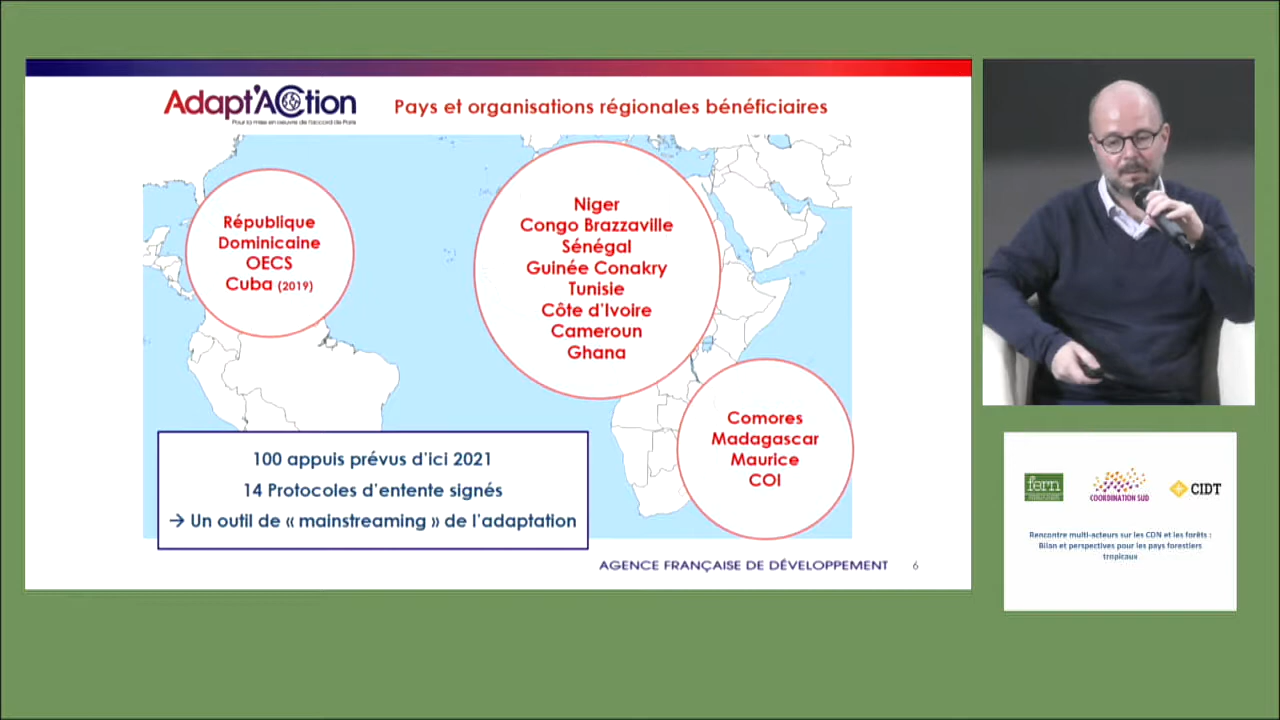 Adapt'ACtion
Pour la mise en oeuvre de l'accord de Paris
Pays et organisations régionales bénéficiaires
République
Dominicaine
OECS
Cuba (2019)
Niger
Congo Brazzaville
Sénégal
Guinée Conakry
Tunisie
Côte d'Ivoire
Cameroun
Ghana
Comores
Madagascar
Maurice
COI
100 appuis prévus d'ici 2021
14 Protocoles d'entente signés
→ Un outil de « mainstreaming » de l'adaptation
AGENCE FRANÇAISE DE DÉVELOPPEMENT 6
fern
COORDINATION SUD
CIDT
Rencontre multi-acteurs sur les CDN et les forêts :
Bilan et perspectives pour les pays forestiers
tropicaux